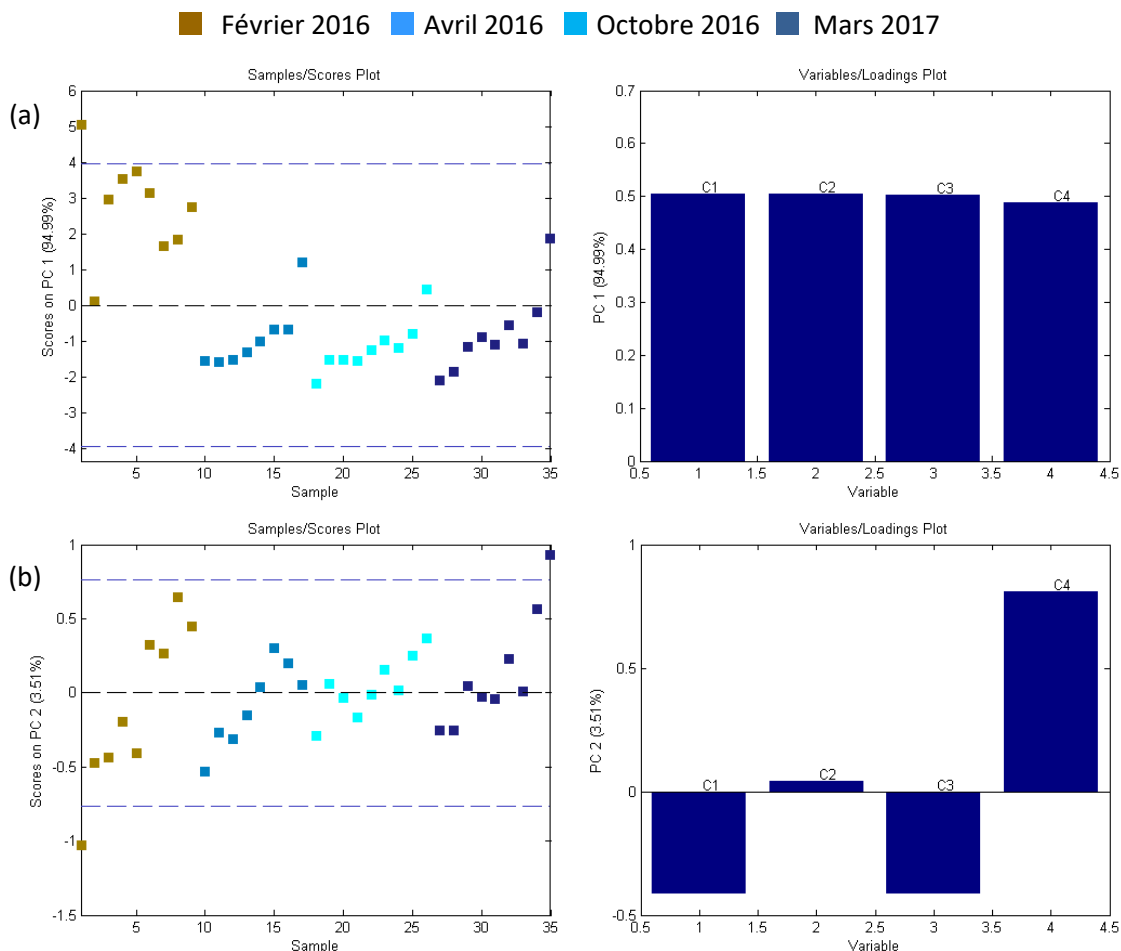 Février 2016 Avril 2016 Octobre 2016 Mars 2017
(a)
Samples/Scores Plot
6
5
4
3
2
1
0
-1
-2
-3
-4
Scores on PC 1 (94.99%)
5 10 15 20 25 30 35
Sample
Variables/Loadings Plot
0.7
0.6
0.5
0.4
0.3
0.2
0.1
0
PC 1 (94.99%)
C1 C2 C3 C4
0.5 1 1.5 2 2.5 3 3.5 4 4.5
Variable
(b)
Samples/Scores Plot
1
0.5
0
-0.5
-1
-1.5
Scores on PC 2 (3.51%)
5 10 15 20 25 30 35
Sample
Variables/Loadings Plot
1
0.5
0
-0.5
PC 2 (3.51%)
C1 C2 C3 C4
0.5 1 1.5 2 2.5 3 3.5 4 4.5
Variable